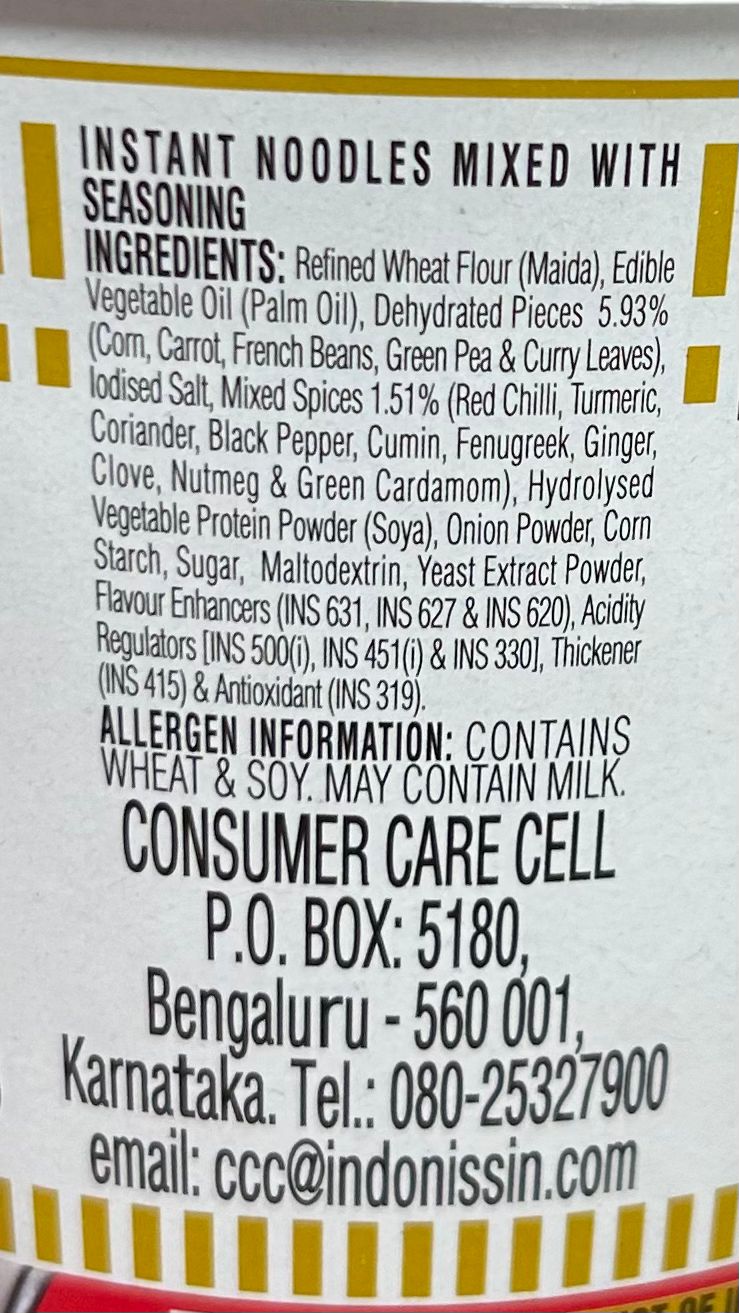 INSTANT NOODLES MIXED WITH
SEASONING
INGREDIENTS: Refined Wheat Flour (Maida), Edible
Vegetable Oil (Palm Oil), Dehydrated Pieces 5.93%
(Corn, Carrot, French Beans, Green Pea & Curry Leaves),
Iodised Salt, Mixed Spices 1.51% (Red Chilli, Turmeric,
Coriander, Black Pepper, Cumin, Fenugreek, Ginger,
Clove, Nutmeg & Green Cardamom), Hydrolysed
Vegetable Protein Powder (Soya), Onion Powder, Corn
Starch, Sugar, Maltodextrin, Yeast Extract Powder,
Flavour Enhancers (INS 631, INS 627 & INS 620), Acidity
Regulators [INS 500(i), INS 451(i) & INS 330], Thickener
(INS 415) & Antioxidant (INS 319).
ALLERGEN INFORMATION: CONTAINS
WHEAT & SOY. MAY CONTAIN MILK.
CONSUMER CARE CELL
P.O. BOX: 5180,
Bengaluru - 560 001,
Karnataka. Tel.: 080-25327900
email: ccc@indonissin.com